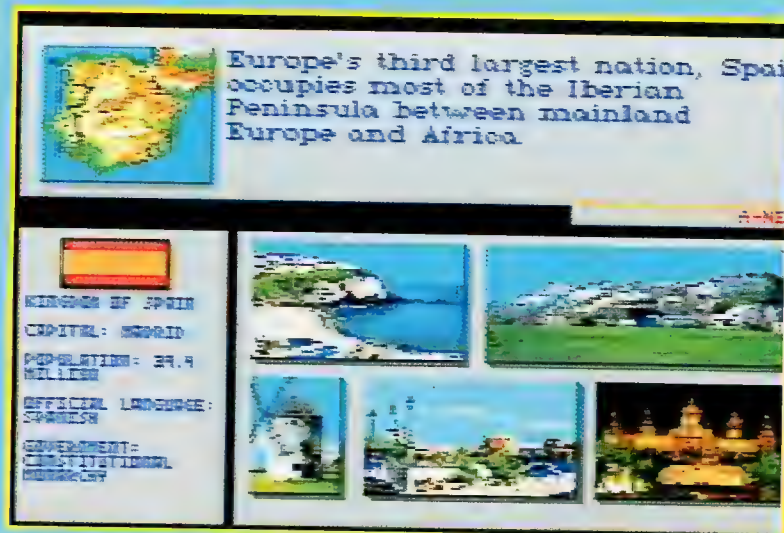 Europe's third largest nation, Spai
occupies most of the Iberian
Peninsula between mainland
Europe and Africa
A-NE
KINGDOM OF SPAIN
CAPITAL: MADRID
POPULATION: 39.4
MILLION
OFFICIAL LANGUAGE:
SPANISH
GOVERNMENT:
CONSTITUTIONAL
MONARCHY